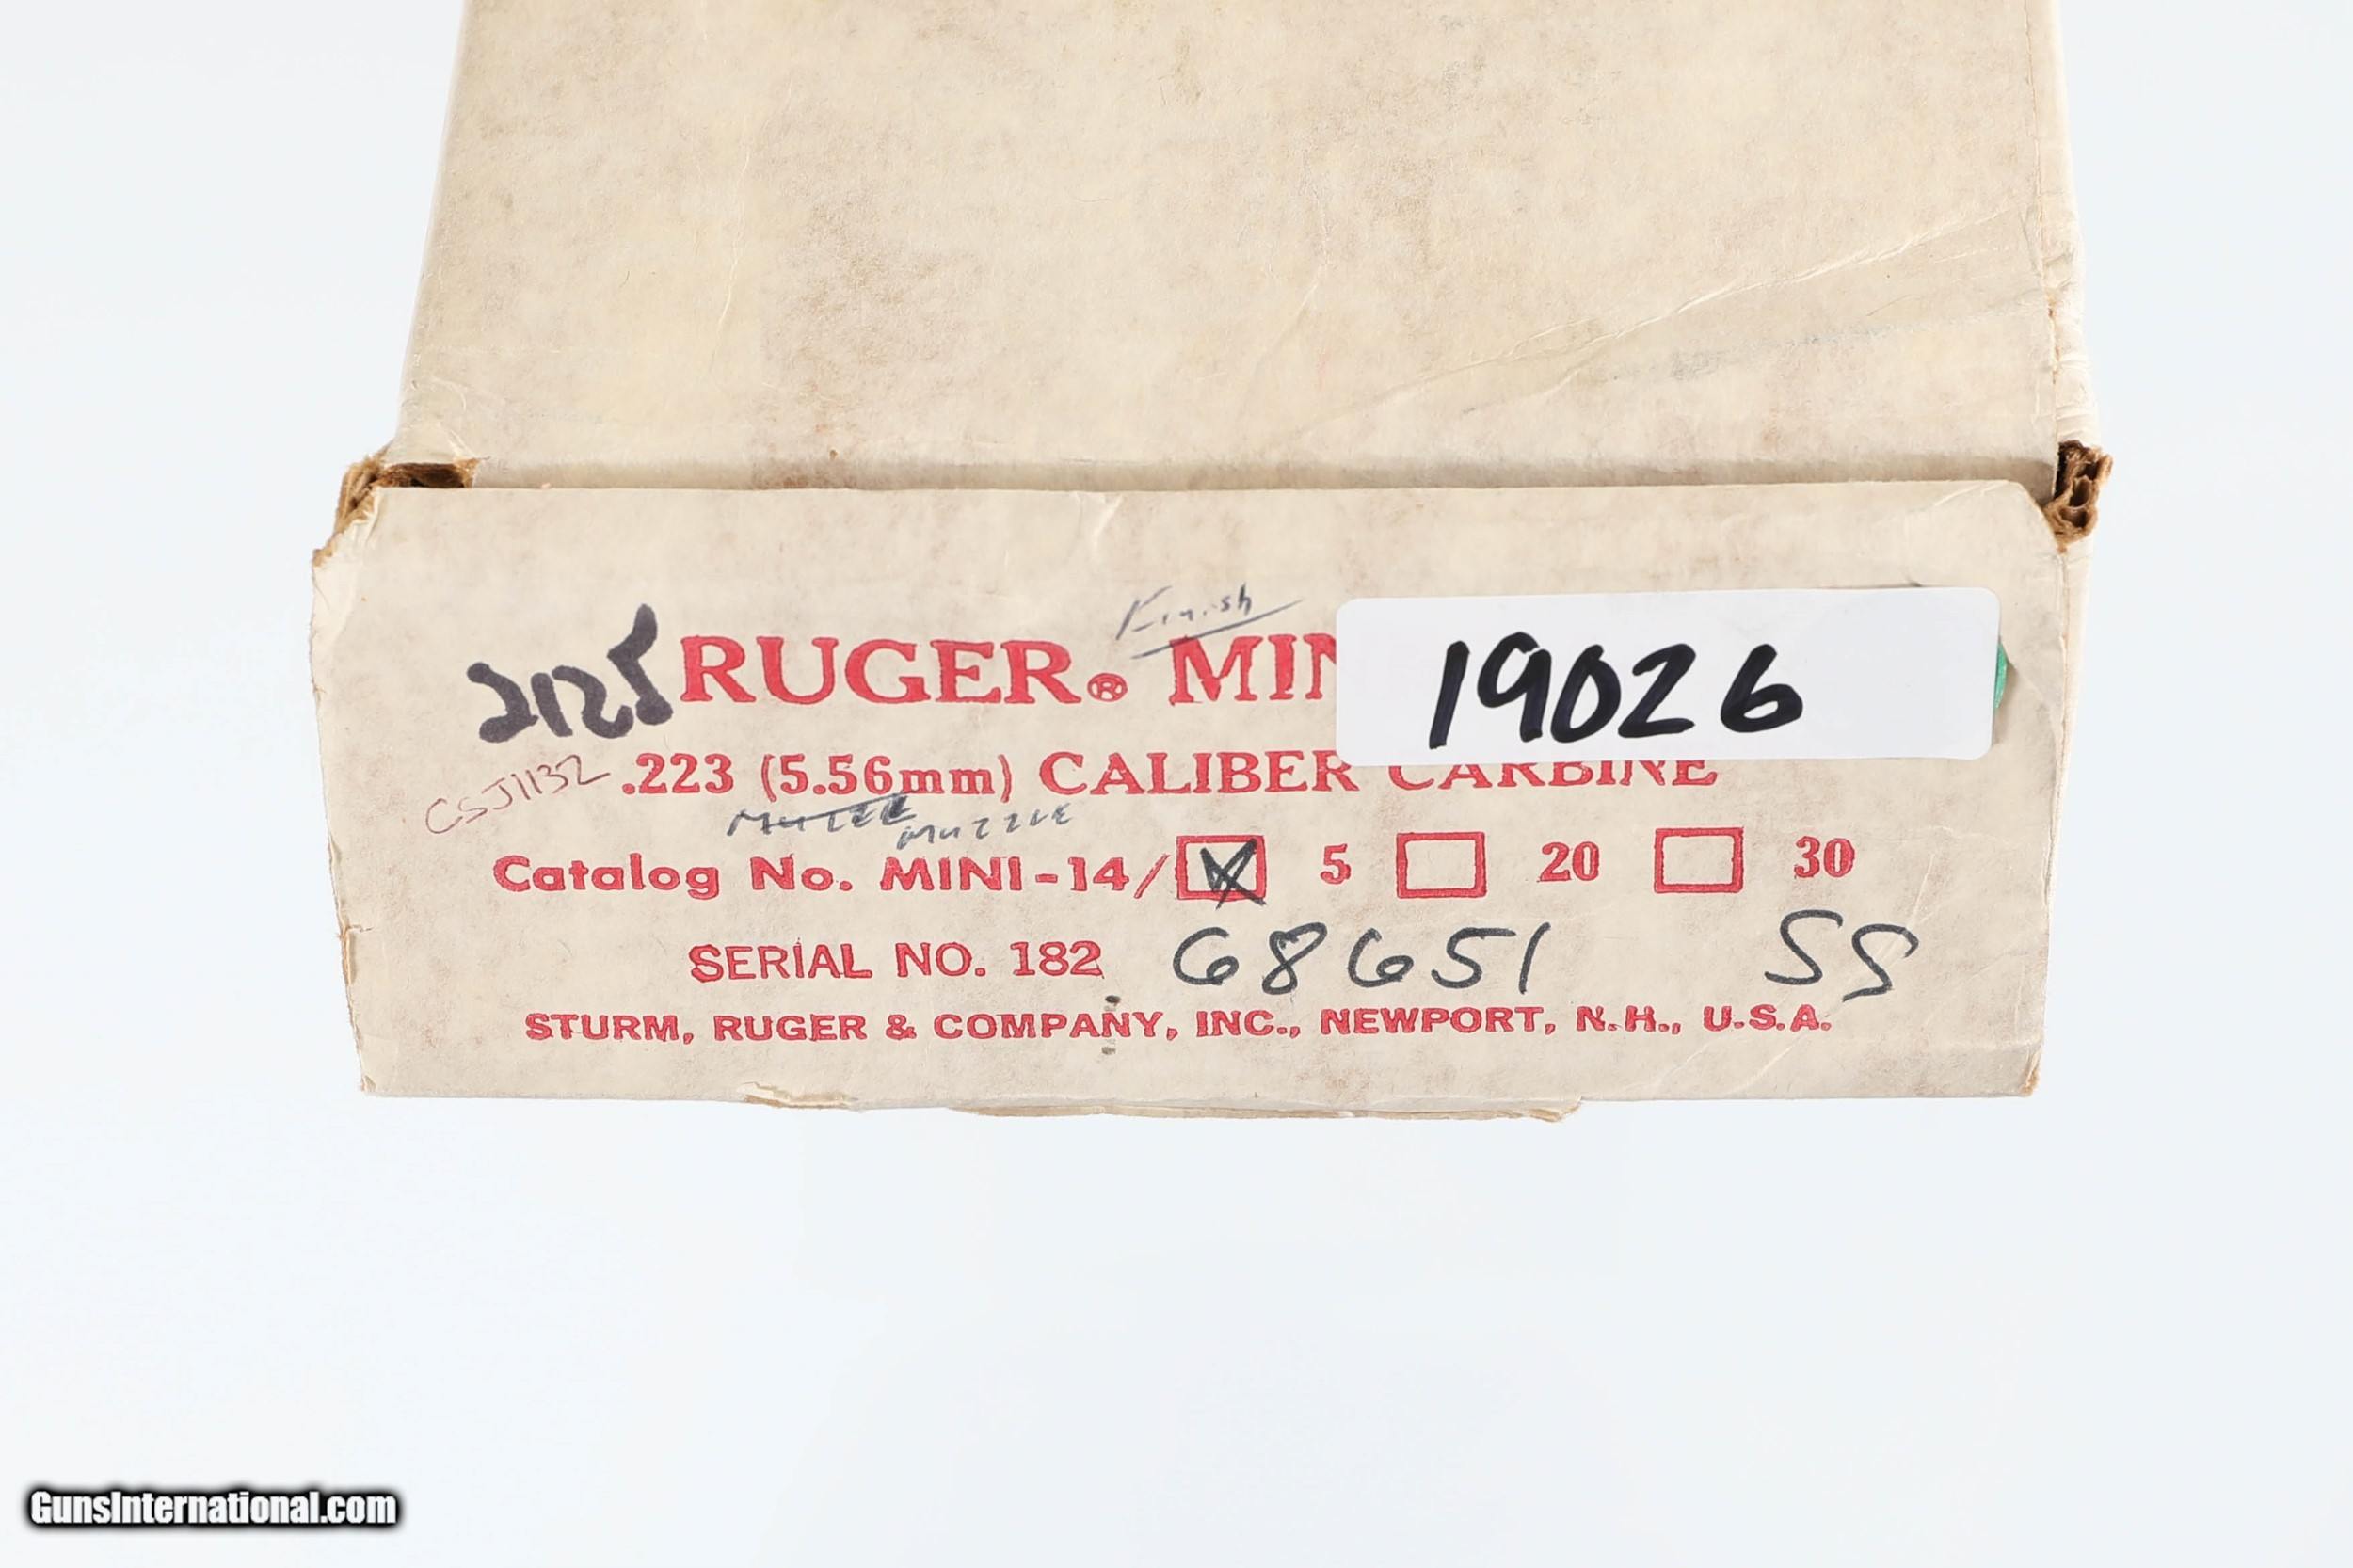 Finish
2125 RUGER® MIN 19026
CSJ1132 .223 (5.56mm) CALIBER CARBINE
MUZZLE
Catalog No. MINI-14/ 5 20 30
SERIAL NO. 182 68651 SS
STURM, RUGER & COMPANY, INC., NEWPORT, N.H., U.S.A.
GunsInternational.com